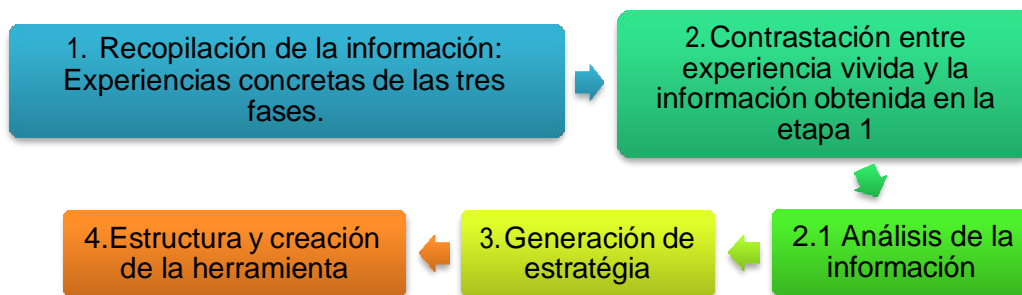 1. Recopilación de la información:
Experiencias concretas de las tres
fases.
2. Contrastación entre
experiencia vivida y la
información obtenida en la
etapa 1
2.1 Análisis de la
información
3. Generación de
estratégia
4.Estructura y creación
de la herramienta